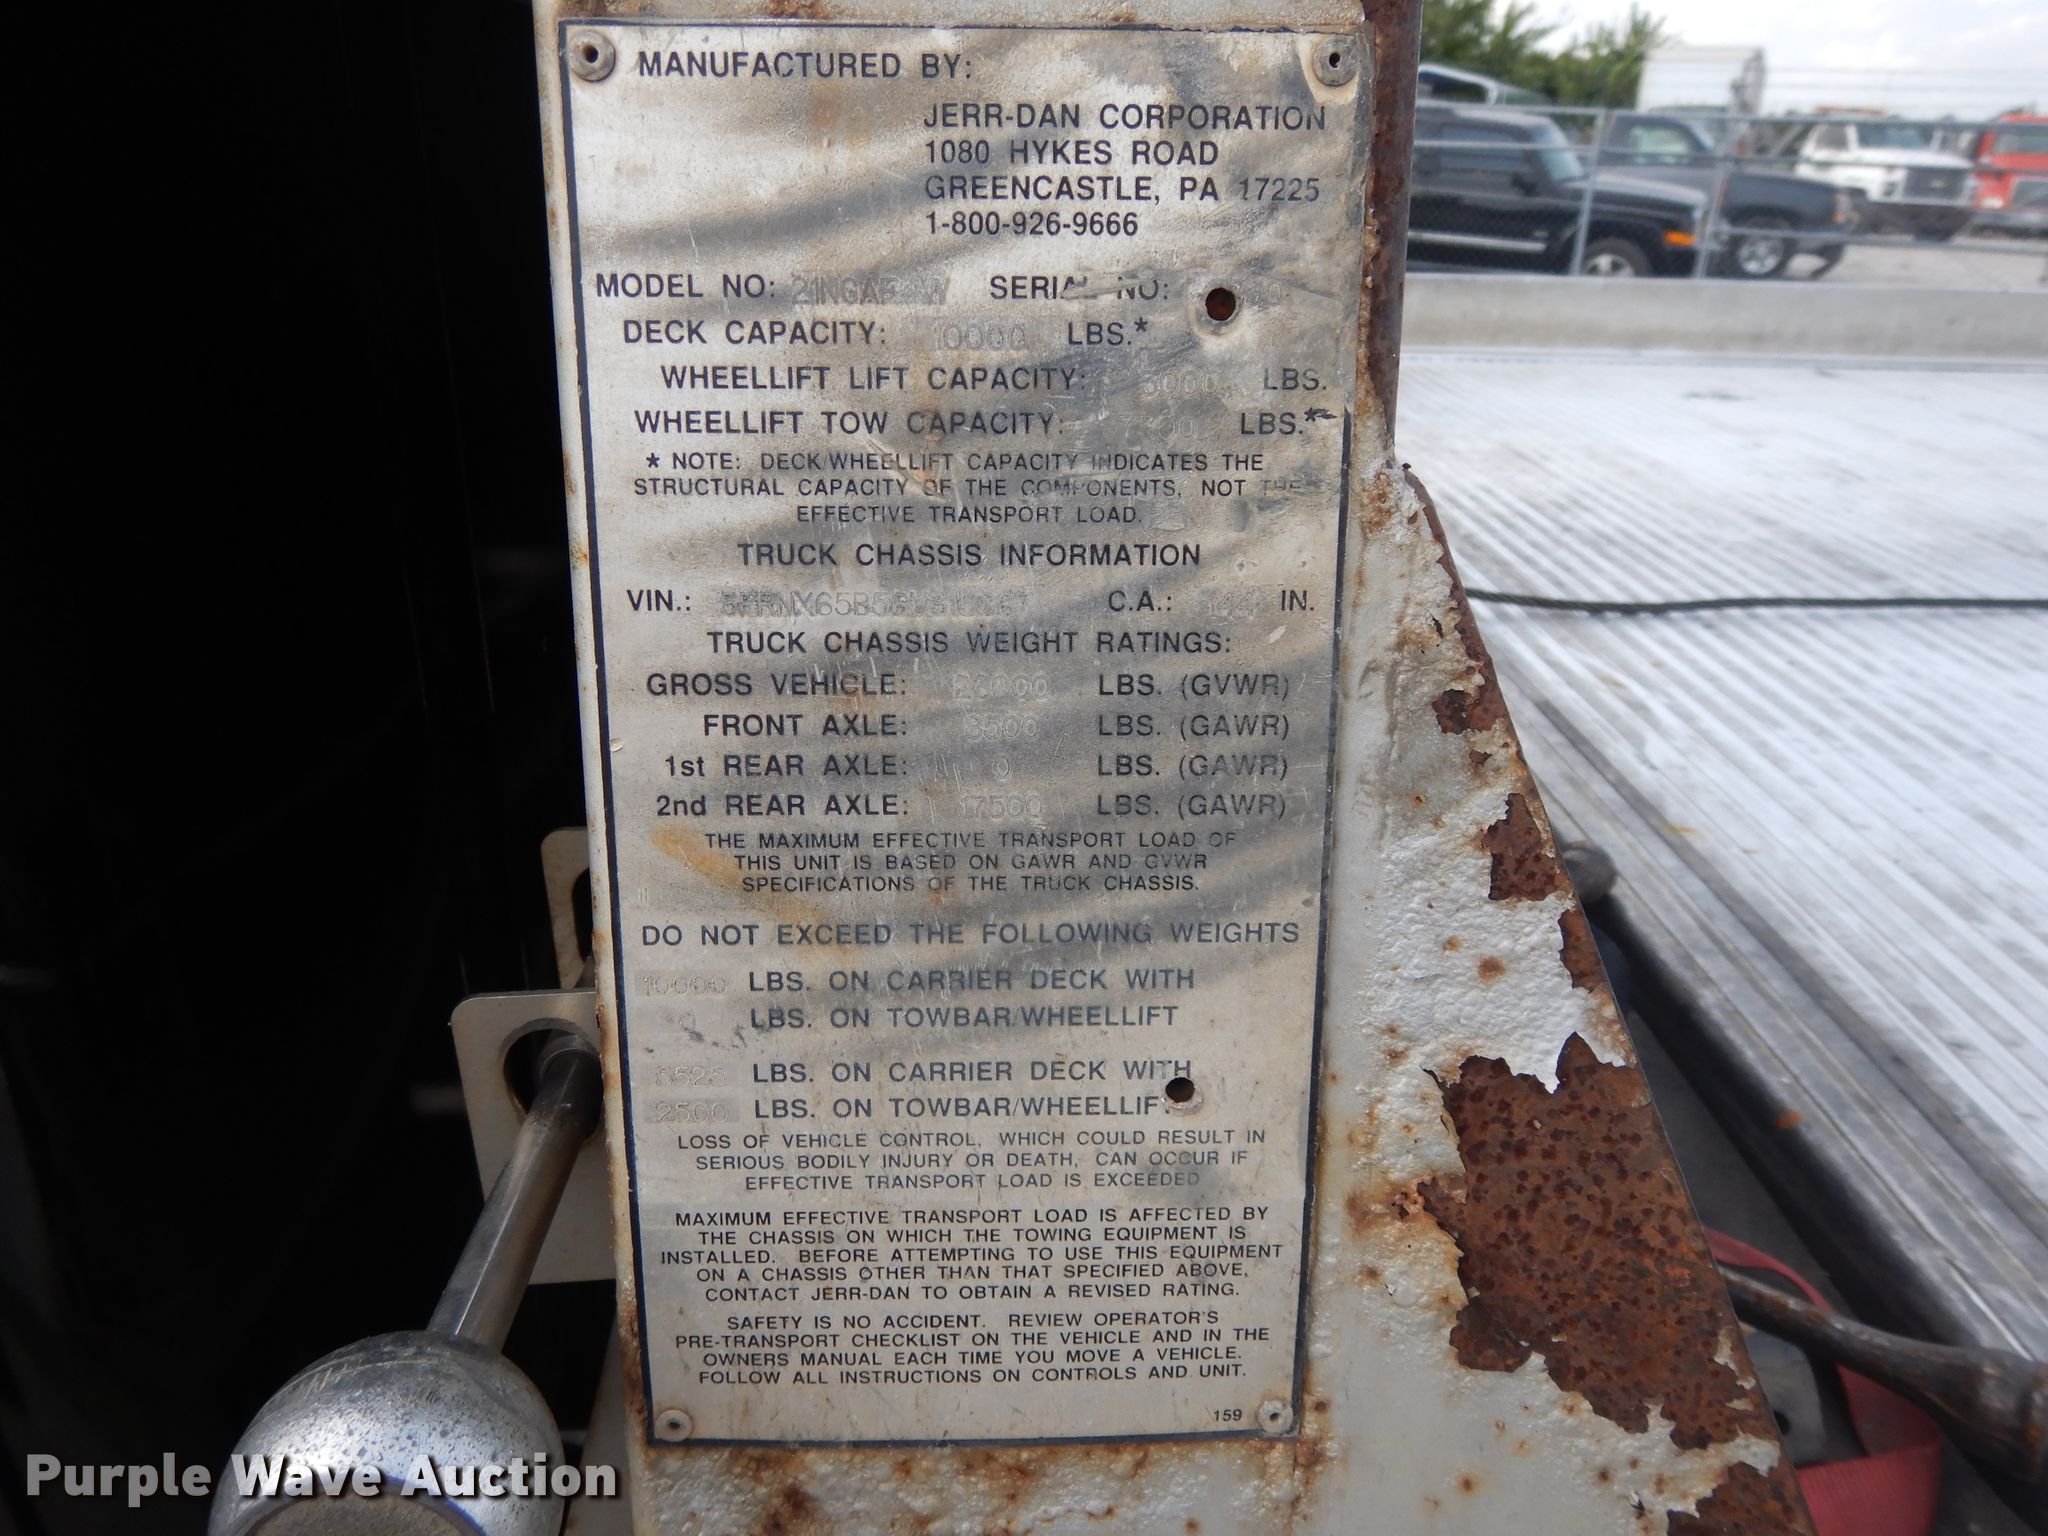 MANUFACTURED BY:
JERR-DAN CORPORATION
1080 HYKES ROAD
GREENCASTLE, PA 17225
1-800-926-9666
MODEL NO: SERIAL NO:
DECK CAPACITY: 10000 LBS.*
WHEELLIFT LIFT CAPACITY: LBS.
WHEELLIFT TOW CAPACITY: LBS.*
* NOTE: DECK/WHEELLIFT CAPACITY INDICATES THE
STRUCTURAL CAPACITY OF THE COMPONENTS, NOT THE
EFFECTIVE TRANSPORT LOAD.
TRUCK CHASSIS INFORMATION
VIN.: C.A.: 144 IN.
TRUCK CHASSIS WEIGHT RATINGS:
GROSS VEHICLE: 26000 LBS. (GVWR)
FRONT AXLE: 8500 LBS. (GAWR)
1st REAR AXLE: 0 LBS. (GAWR)
2nd REAR AXLE: 17500 LBS. (GAWR)
THE MAXIMUM EFFECTIVE TRANSPORT LOAD OF
THIS UNIT IS BASED ON GAWR AND GVWR
SPECIFICATIONS OF THE TRUCK CHASSIS.
DO NOT EXCEED THE FOLLOWING WEIGHTS
10000 LBS. ON CARRIER DECK WITH
LBS. ON TOWBAR/WHEELLIFT
LBS. ON CARRIER DECK WITH
2500 LBS. ON TOWBAR/WHEELLIFT
LOSS OF VEHICLE CONTROL, WHICH COULD RESULT IN
SERIOUS BODILY INJURY OR DEATH, CAN OCCUR IF
EFFECTIVE TRANSPORT LOAD IS EXCEEDED
MAXIMUM EFFECTIVE TRANSPORT LOAD IS AFFECTED BY
THE CHASSIS ON WHICH THE TOWING EQUIPMENT IS
INSTALLED. BEFORE ATTEMPTING TO USE THIS EQUIPMENT
ON A CHASSIS OTHER THAN THAT SPECIFIED ABOVE,
CONTACT JERR-DAN TO OBTAIN A REVISED RATING.
SAFETY IS NO ACCIDENT. REVIEW OPERATOR'S
PRE-TRANSPORT CHECKLIST ON THE VEHICLE AND IN THE
OWNERS MANUAL EACH TIME YOU MOVE A VEHICLE.
FOLLOW ALL INSTRUCTIONS ON CONTROLS AND UNIT.
159
Purple Wave Auction